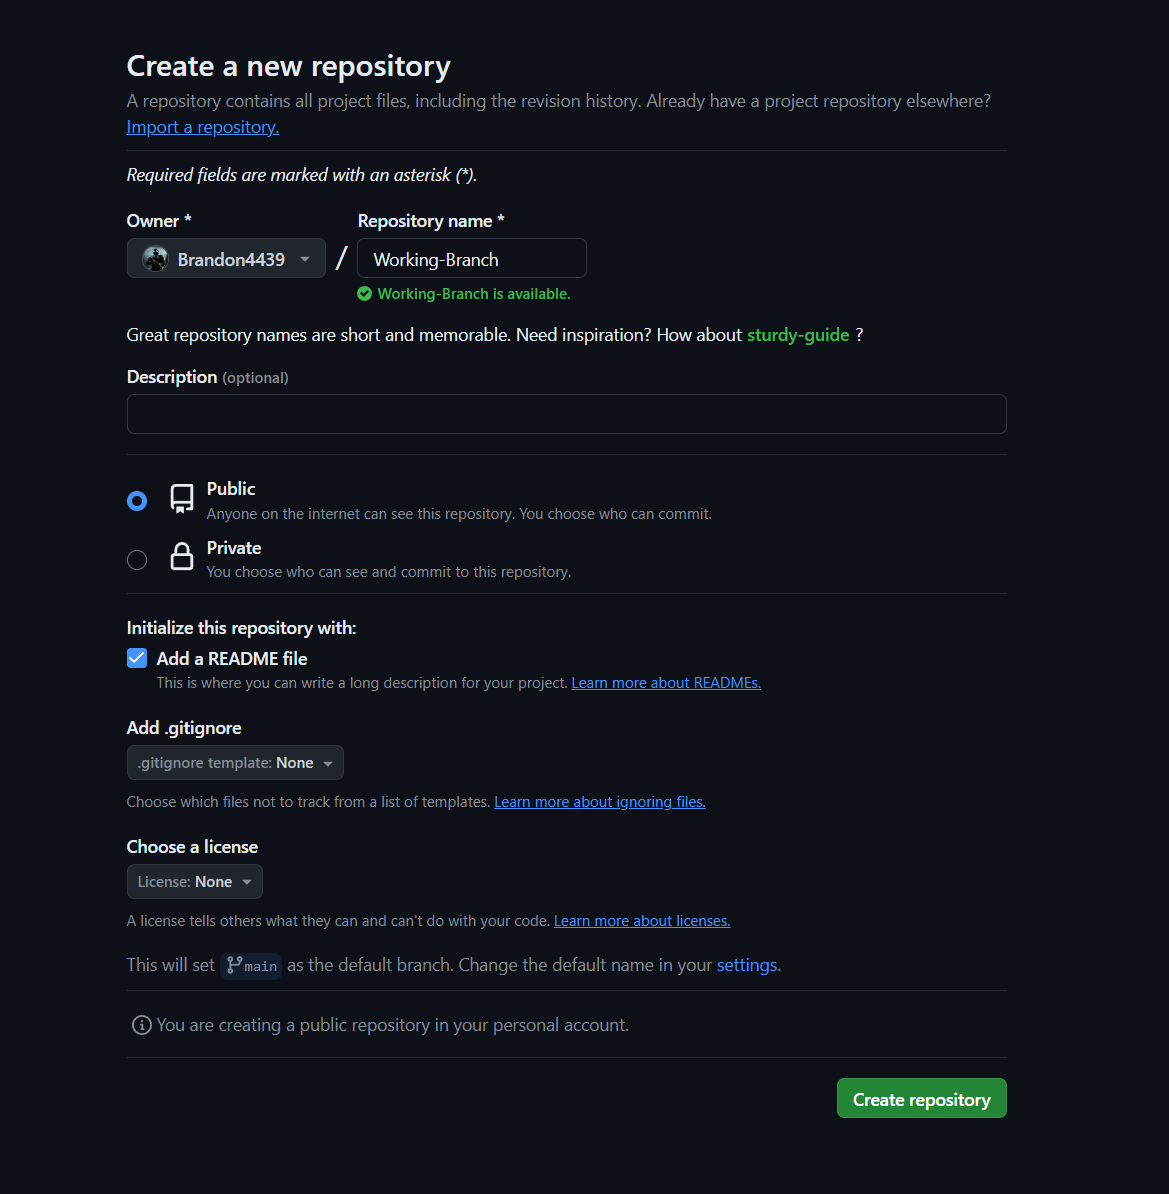 Create a new repository
A repository contains all project files, including the revision history. Already have a project repository elsewhere?
Import a repository.
Required fields are marked with an asterisk (*).
Owner *
Repository name *
Brandon4439
/
Working-Branch
Working-Branch is available.
Great repository names are short and memorable. Need inspiration? How about sturdy-guide ?
Description (optional)
Public
Anyone on the internet can see this repository. You choose who can commit.
Private
You choose who can see and commit to this repository.
Initialize this repository with:
Add a README file
This is where you can write a long description for your project. Learn more about READMEs.
Add .gitignore
.gitignore template: None
Choose which files not to track from a list of templates. Learn more about ignoring files.
Choose a license
License: None
A license tells others what they can and can't do with your code. Learn more about licenses.
This will set main as the default branch. Change the default name in your settings.
You are creating a public repository in your personal account.
Create repository